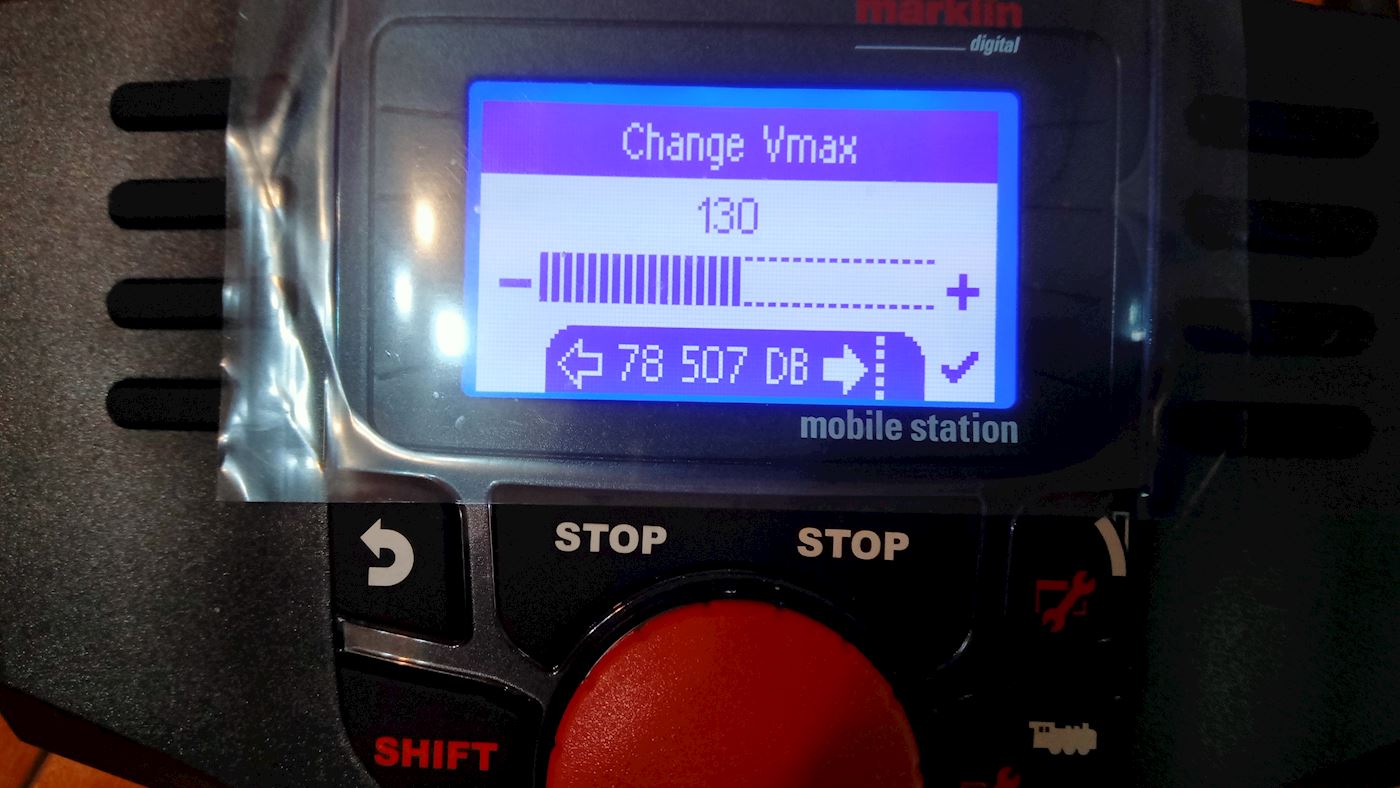 märklin
digital
Change Vmax
130
- +
78 507 DB
mobile station
STOP STOP
SHIFT